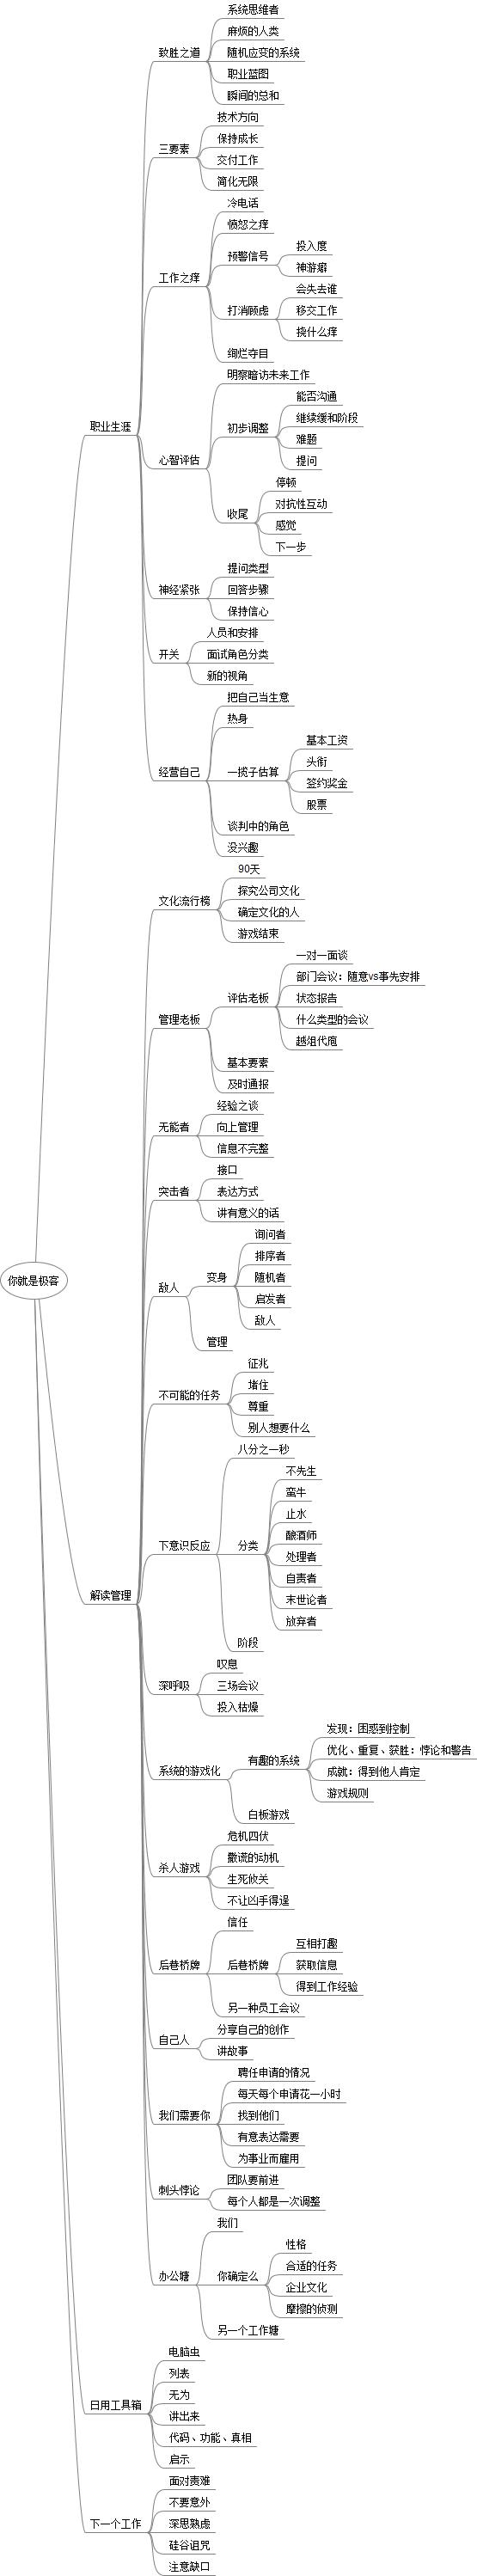 你就是极客
职业生涯
致胜之道
系统思维者
麻烦的人类
随机应变的系统
职业蓝图
瞬间的总和
三要素
技术方向
保持成长
交付工作
简化无限
工作之痒
冷电话
愤怒之痒
预警信号
投入度
神游癖
打消顾虑
会失去谁
移交工作
挠什么痒
绚烂夺目
心智评估
明察暗访未来工作
初步调整
能否沟通
继续缓和阶段
难题
提问
收尾
停顿
对抗性互动
感觉
下一步
神经紧张
提问类型
回答步骤
保持信心
开关
人员和安排
面试角色分类
新的视角
经营自己
把自己当生意
热身
一揽子估算
基本工资
头衔
签约奖金
股票
谈判中的角色
没兴趣
解读管理
文化流行榜
90天
探究公司文化
确定文化的人
游戏结束
管理老板
评估老板
一对一面谈
部门会议：随意vs事先安排
状态报告
什么类型的会议
越俎代庖
基本要素
及时通报
无能者
经验之谈
向上管理
信息不完整
突击者
接口
表达方式
讲有意义的话
敌人
变身
询问者
排序者
随机者
启发者
敌人
管理
不可能的任务
征兆
堵住
尊重
别人想要什么
下意识反应
八分之一秒
分类
不先生
蛮牛
止水
酿酒师
处理者
自责者
末世论者
放弃者
阶段
深呼吸
叹息
三场会议
投入枯燥
系统的游戏化
有趣的系统
发现：困惑到控制
优化、重复、获胜：悖论和警告
成就：得到他人肯定
游戏规则
白板游戏
杀人游戏
危机四伏
撒谎的动机
生死攸关
不让凶手得逞
后巷桥牌
信任
后巷桥牌
互相打趣
获取信息
得到工作经验
另一种员工会议
自己人
分享自己的创作
讲故事
我们需要你
聘任申请的情况
每天每个申请花一小时
找到他们
有意表达需要
为事业而雇用
刺头悖论
团队要前进
每个人都是一次调整
办公塘
我们
你确定么
性格
合适的任务
企业文化
摩擦的侦测
另一个工作塘
日用工具箱
电脑虫
列表
无为
讲出来
代码、功能、真相
启示
下一个工作
面对责难
不要意外
深思熟虑
硅谷诅咒
注意缺口